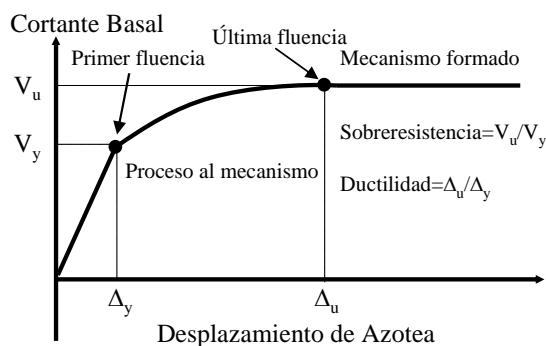 Cortante Basal
Última fluencia
Primer fluencia
Mecanismo formado
Vu
Sobreresistencia=Vu/Vy
Vy
Proceso al mecanismo
Ductilidad=Δu/Δy
Δy
Δu
Desplazamiento de Azotea